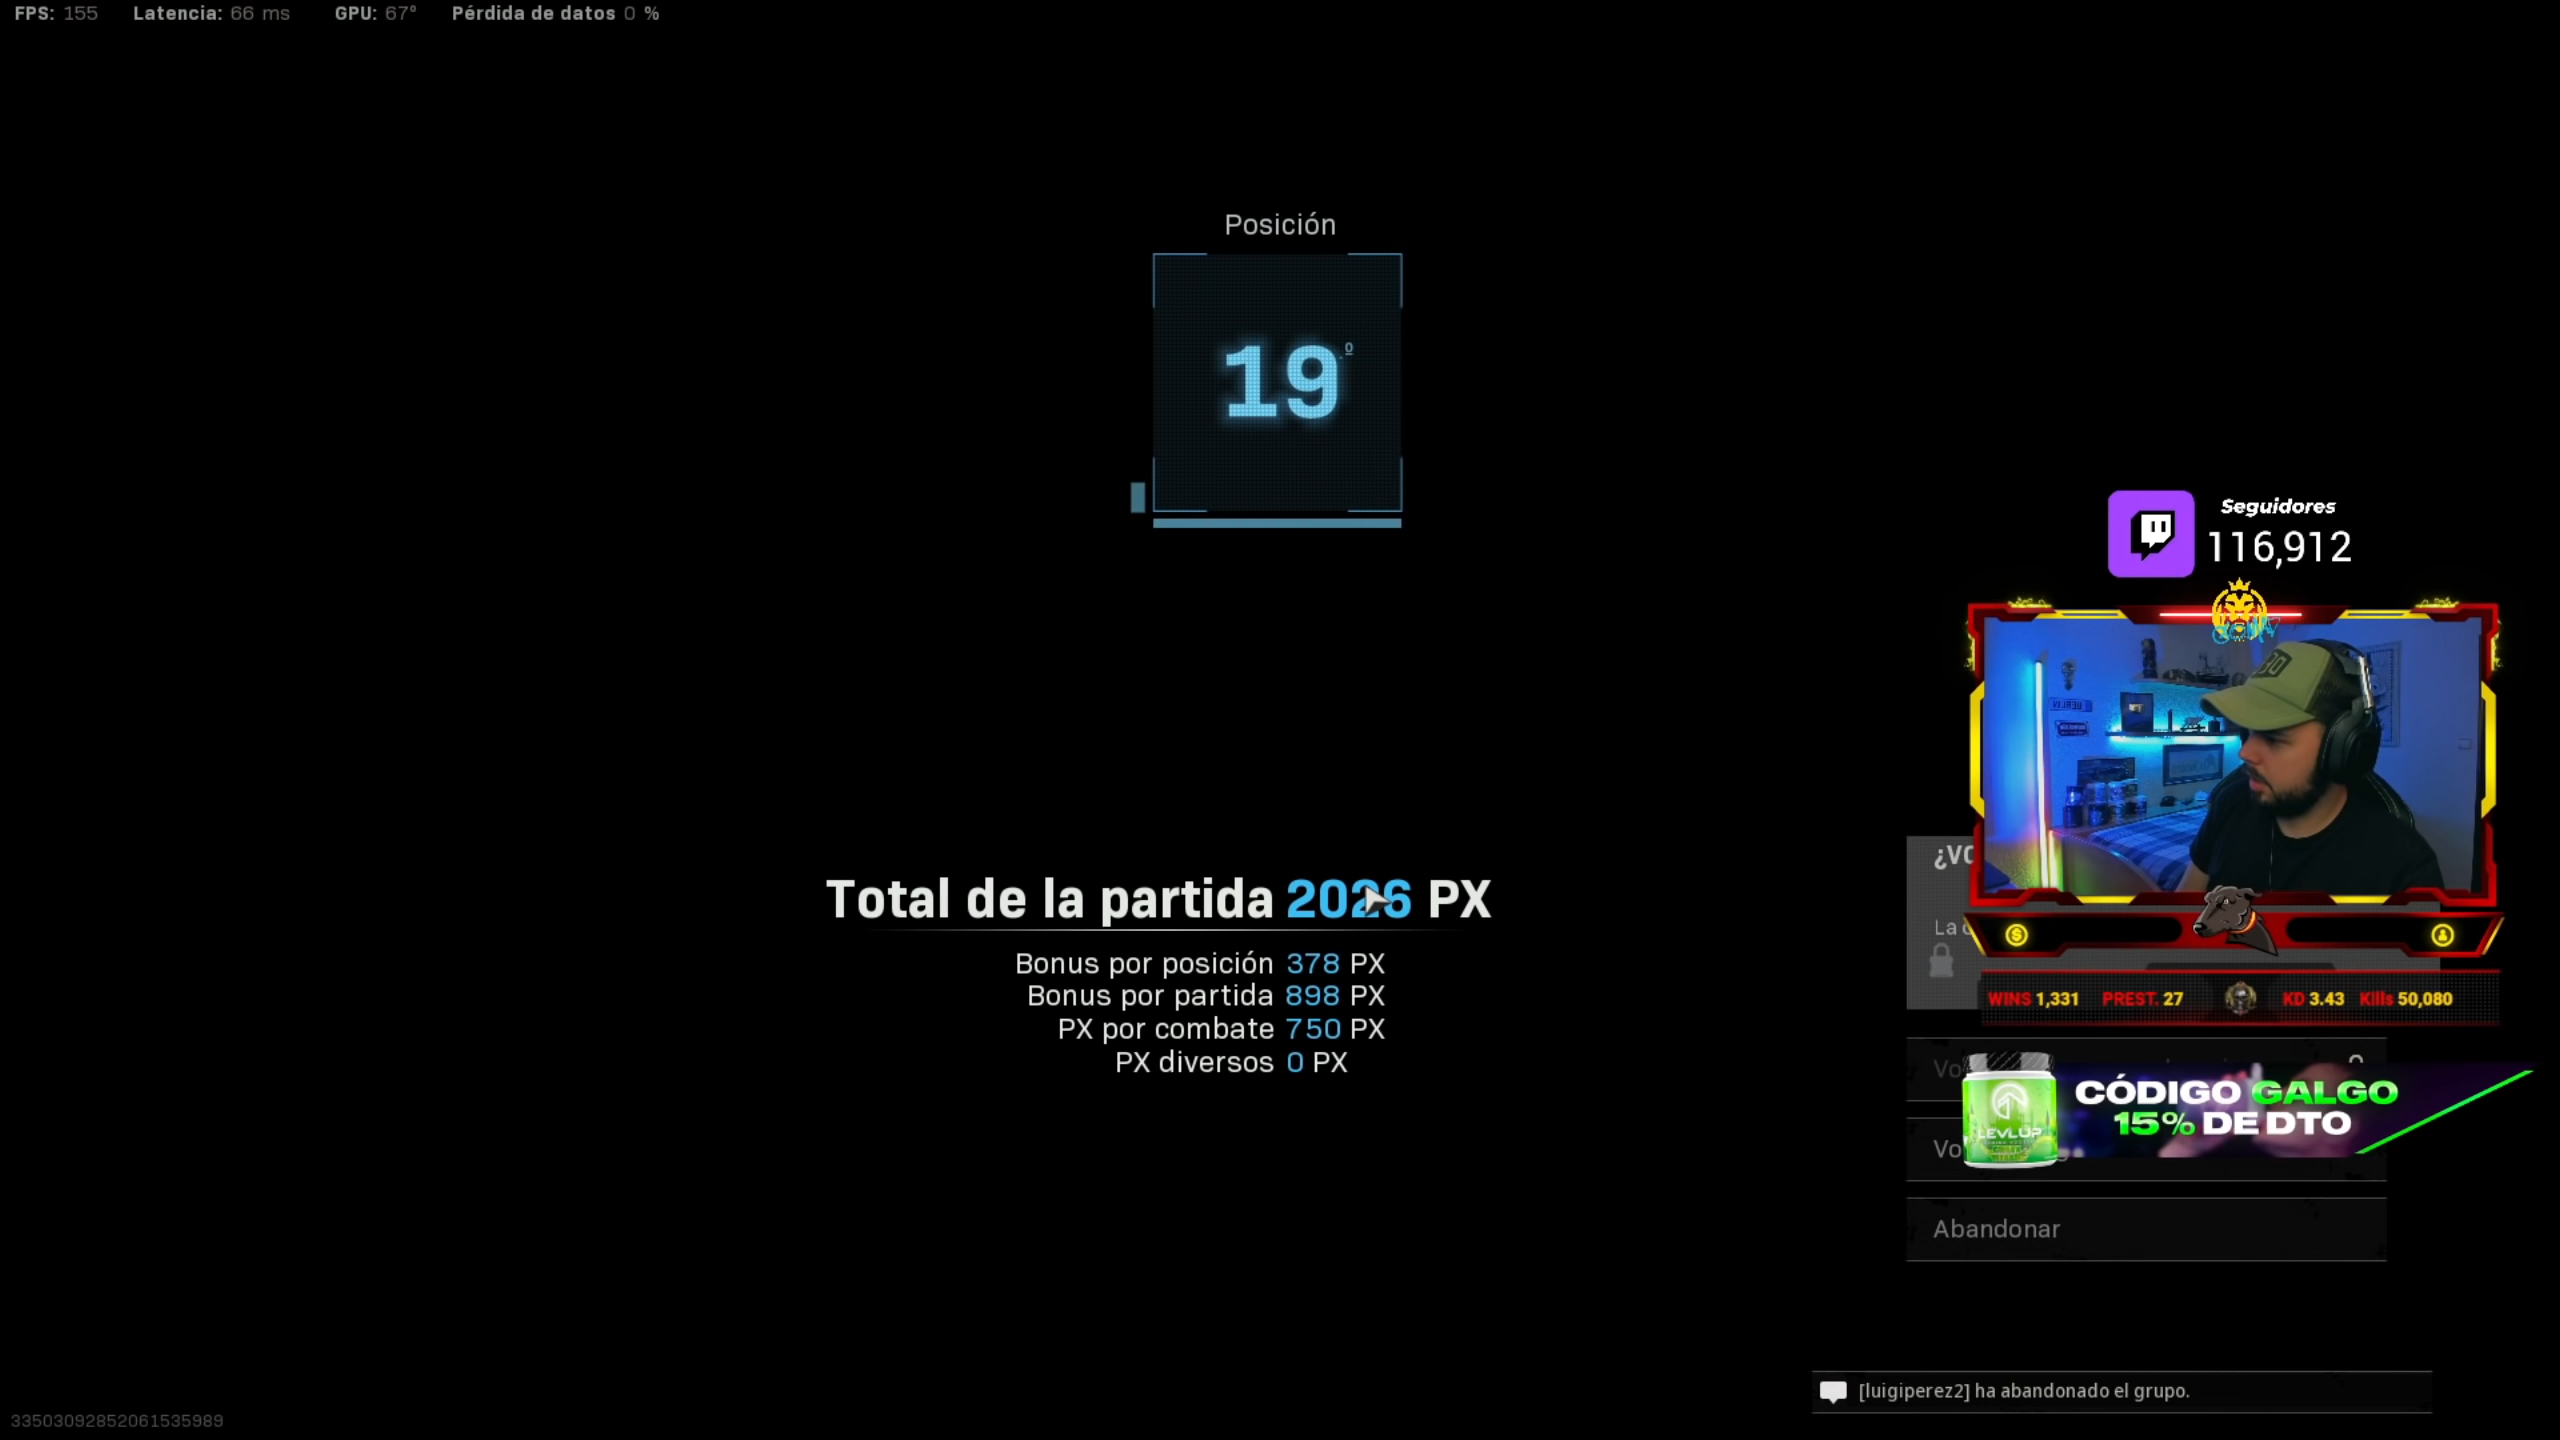 FPS: 155 Latencia: 66 ms GPU: 67° Pérdida de datos 0 %
Posición
19.º
Seguidores
116,912
Total de la partida 2026 PX
Bonus por posición 378 PX
Bonus por partida 898 PX
PX por combate 750 PX
PX diversos 0 PX
WINS 1,331 PREST. 27 KD 3.43 Kills 50,080
CÓDIGO GALGO
15% DE DTO
LEVLUP
Abandonar
[luigiperez2] ha abandonado el grupo.
33503092852061535989